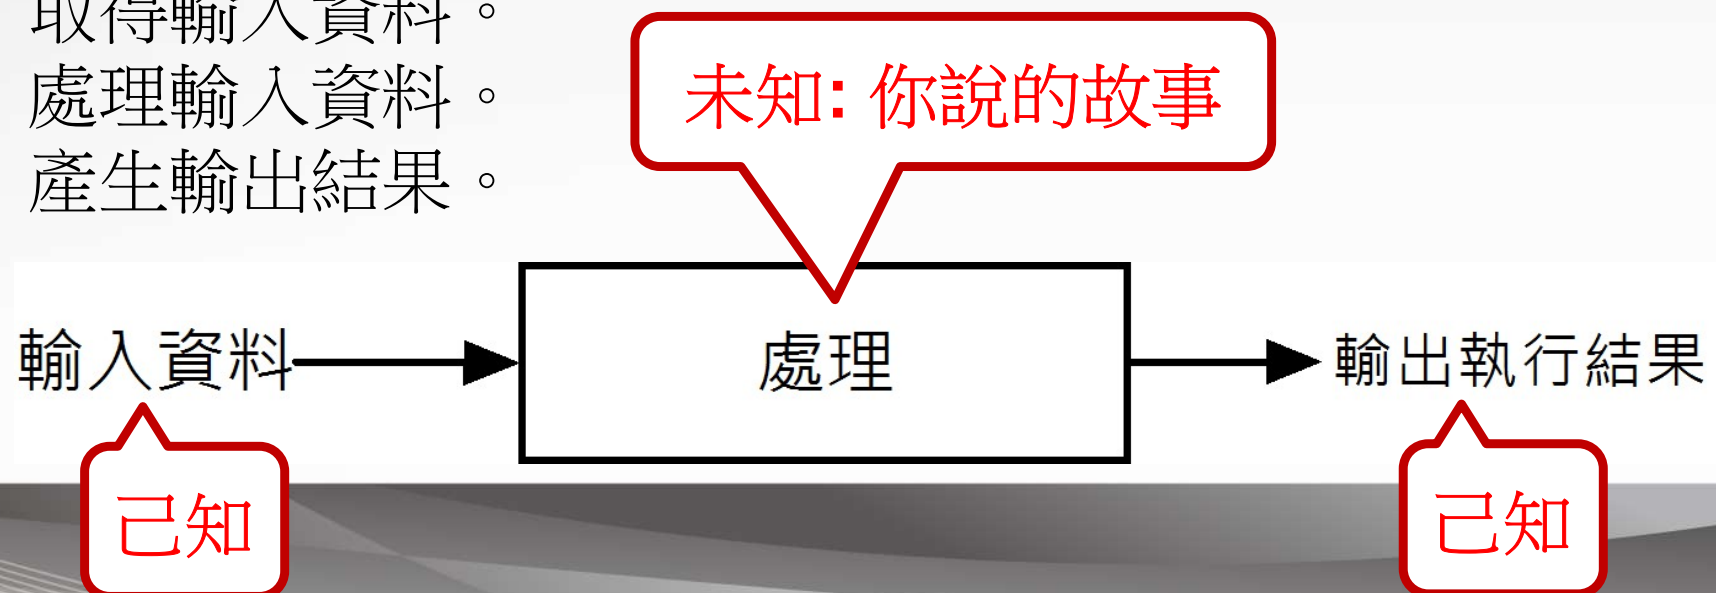 取得輸入資料。
處理輸入資料。
產生輸出結果。
未知: 你說的故事
輸入資料
處理
輸出執行結果
己知
己知